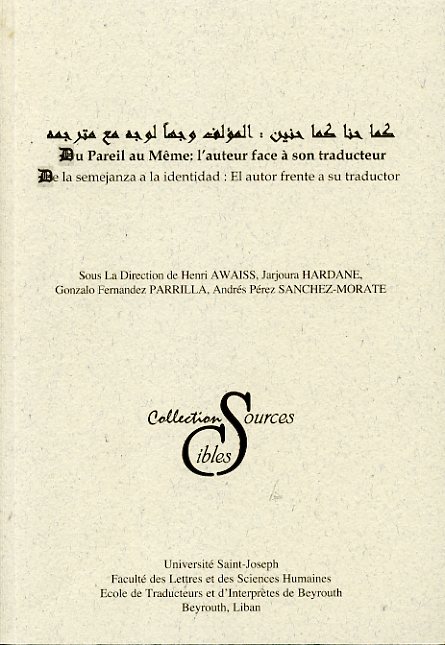 كما حنا كما حنين : المؤلف وجهاً لوجه مع مترجمه
Du Pareil au Même: l'auteur face à son traducteur
De la semejanza a la identidad : El autor frente a su traductor
Sous La Direction de Henri AWAISS, Jarjoura HARDANE,
Gonzalo Fernandez PARRILLA, Andrés Pérez SANCHEZ-MORATE
Collection Sources
Cibles
Université Saint-Joseph
Faculté des Lettres et des Sciences Humaines
Ecole de Traducteurs et d'Interprètes de Beyrouth
Beyrouth, Liban